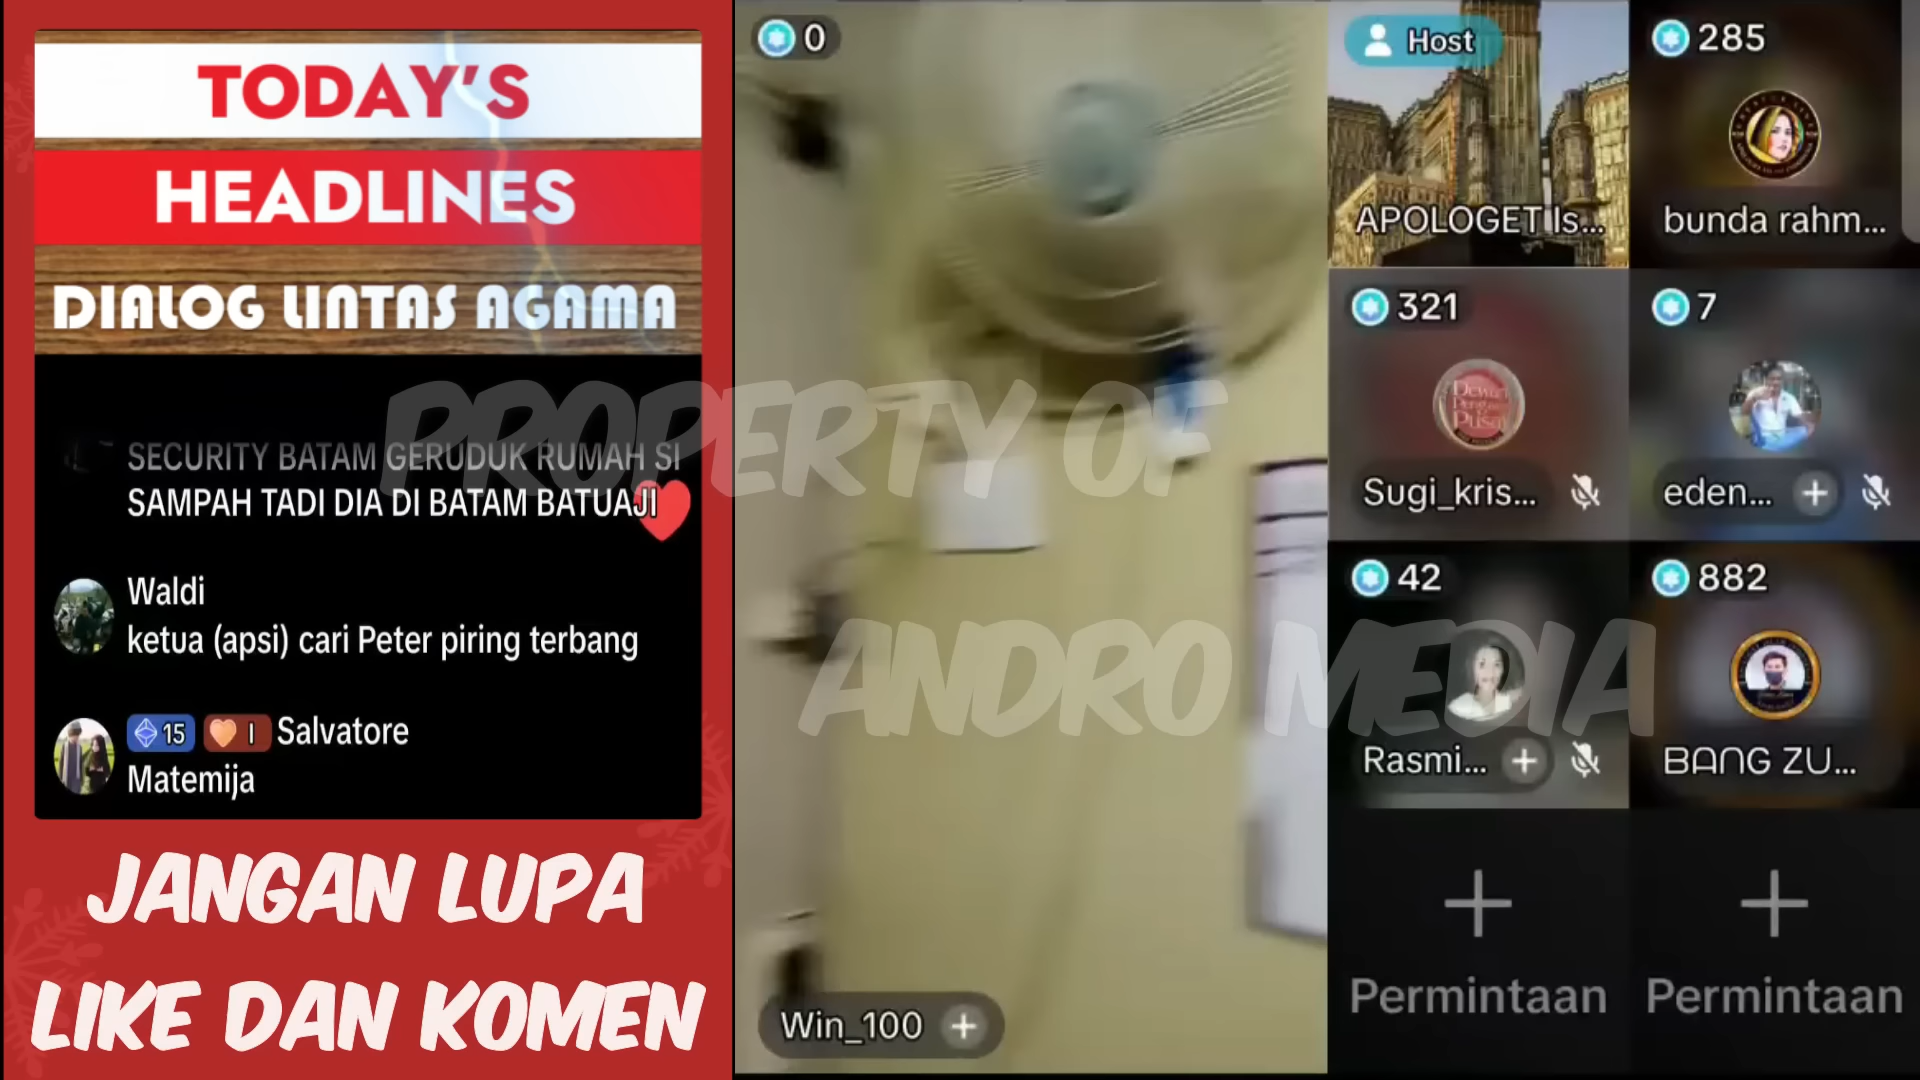 TODAY'S
HEADLINES
DIALOG LINTAS AGAMA
SECURITY BATAM GERUDUK RUMAH SI
SAMPAH TADI DIA DI BATAM BATUAJI
Waldi
ketua (apsi) cari Peter piring terbang
15 I Salvatore
Matemija
JANGAN LUPA
LIKE DAN KOMEN
PROPERTY OF
ANDRO MEDIA
0
Win_100 +
Host
APOLOGET Is...
285
bunda rahm...
321
Dewan
Pusat
Sugi_kris...
7
eden... +
42
Rasmi... +
882
BANG ZU...
+
Permintaan
+
Permintaan